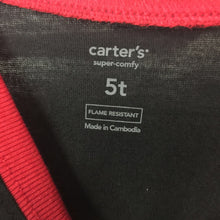 carter's
super-comfy
5t
FLAME RESISTANT
Made in Cambodia